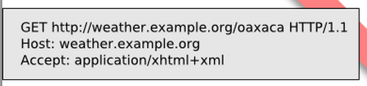 GET http://weather.example.org/oaxaca HTTP/1.1
Host: weather.example.org
Accept: application/xhtml+xml